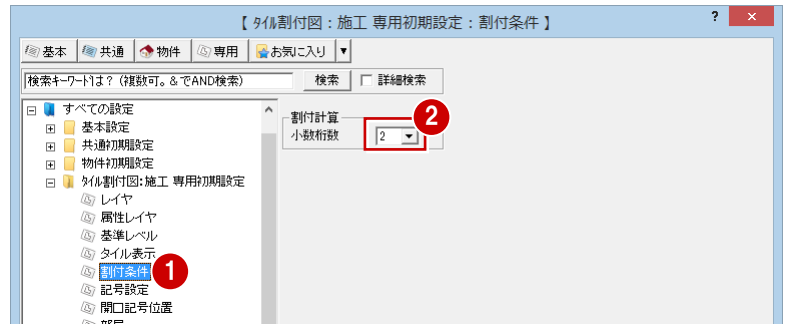 【 ﾀｲﾙ割付図：施工 専用初期設定：割付条件 】
? ×
基本 共通 物件 専用 お気に入り ▼
検索ｷｰﾜｰﾄﾞは？（複数可。＆でAND検索） 検索 詳細検索
すべての設定
基本設定
共通初期設定
物件初期設定
ﾀｲﾙ割付図:施工 専用初期設定
レイヤ
属性レイヤ
基準レベル
タイル表示
割付条件 1
記号設定
開口記号位置
割付計算
小数桁数 2
2